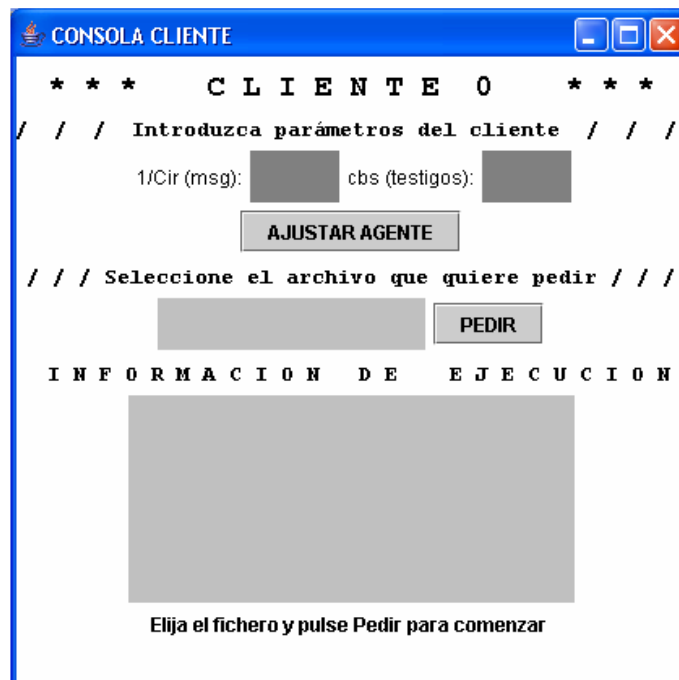 CONSOLA CLIENTE
* * * C L I E N T E 0 * * *
/ / / Introduzca parámetros del cliente / / /
1/Cir (msg): cbs (testigos):
AJUSTAR AGENTE
/ / / Seleccione el archivo que quiere pedir / / /
PEDIR
I N F O R M A C I O N D E E J E C U C I O N
Elija el fichero y pulse Pedir para comenzar